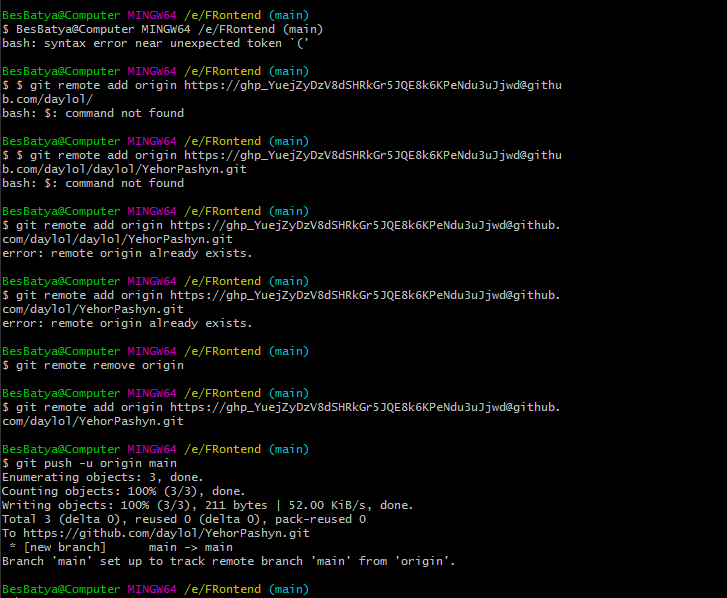 BesBatya@Computer MINGW64 /e/FRontend (main)
$ BesBatya@Computer MINGW64 /e/FRontend (main)
bash: syntax error near unexpected token `('
BesBatya@Computer MINGW64 /e/FRontend (main)
$ $ git remote add origin https://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@githu
b.com/daylol/
bash: $: command not found
BesBatya@Computer MINGW64 /e/FRontend (main)
$ $ git remote add origin https://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@githu
b.com/daylol/daylol/YehorPashyn.git
bash: $: command not found
BesBatya@Computer MINGW64 /e/FRontend (main)
$ git remote add origin https://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@github.
com/daylol/daylol/YehorPashyn.git
error: remote origin already exists.
BesBatya@Computer MINGW64 /e/FRontend (main)
$ git remote add origin https://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@github.
com/daylol/YehorPashyn.git
error: remote origin already exists.
BesBatya@Computer MINGW64 /e/FRontend (main)
$ git remote remove origin
BesBatya@Computer MINGW64 /e/FRontend (main)
$ git remote add origin https://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@github.
com/daylol/YehorPashyn.git
BesBatya@Computer MINGW64 /e/FRontend (main)
$ git push -u origin main
Enumerating objects: 3, done.
Counting objects: 100% (3/3), done.
Writing objects: 100% (3/3), 211 bytes | 52.00 KiB/s, done.
Total 3 (delta 0), reused 0 (delta 0), pack-reused 0
To https://github.com/daylol/YehorPashyn.git
 * [new branch]      main -> main
Branch 'main' set up to track remote branch 'main' from 'origin'.
BesBatya@Computer MINGW64 /e/FRontend (main)